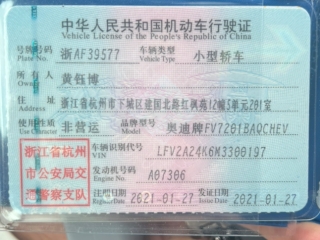 中华人民共和国机动车行驶证
Vehicle License of the People's Republic of China
号牌号码 浙AF39577 车辆类型 小型轿车
Plate No. Vehicle Type
所有人 黄钰博
Owner
住址 浙江省杭州市下城区建国北路红枫苑12幢5单元201室
Address
使用性质 非营运 品牌型号 奥迪牌FV7201BAQCHEV
Use Character Model
浙江省杭州 车辆识别代号 LFV2A24K6M3300197
VIN
市公安局交 发动机号码 A07306
Engine No.
通警察支队 注册日期 2021-01-27 发证日期 2021-01-27
Register Date Issue Date